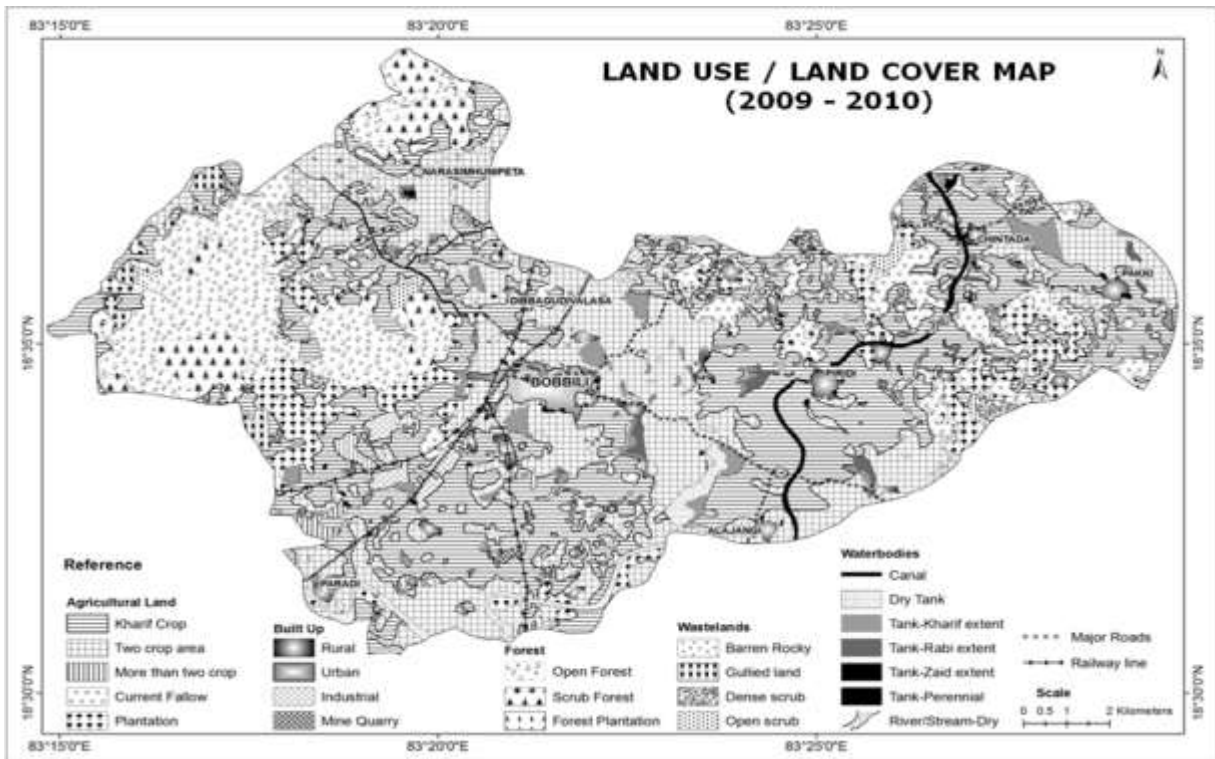 83°15'0"E 83°20'0"E 83°25'0"E
LAND USE / LAND COVER MAP
(2009 - 2010)
N
NARASIMHUNIPETA
CHINTADA
PAKKI
DIBBAGUDIVALASA
18°35'0"N 18°35'0"N
BOBBILI
ALAJANGI
PARADI
Reference
Agricultural Land
Kharif Crop
Two crop area
More than two crop
Current Fallow
Plantation
Built Up
Rural
Urban
Industrial
Mine Quarry
Forest
Open Forest
Scrub Forest
Forest Plantation
Wastelands
Barren Rocky
Gullied land
Dense scrub
Open scrub
Waterbodies
Canal
Dry Tank
Tank-Kharif extent
Tank-Rabi extent
Tank-Zaid extent
Tank-Perennial
River/Stream-Dry
Major Roads
Railway line
Scale
0 0.5 1 2 Kilometers
18°30'0"N 18°30'0"N
83°15'0"E 83°20'0"E 83°25'0"E